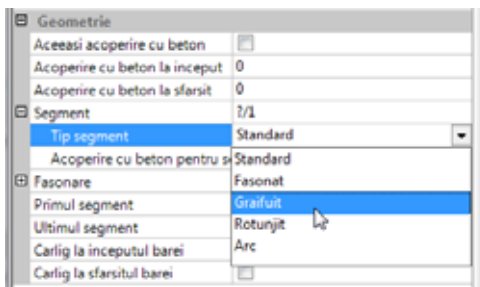 Geometrie
Aceeasi acoperire cu beton
Acoperire cu beton la inceput 0
Acoperire cu beton la sfarsit 0
Segment ?/1
Tip segment Standard
Acoperire cu beton pentru s Standard
Fasonare Fasonat
Primul segment Graifuit
Ultimul segment Rotunjit
Carlig la inceputul barei Arc
Carlig la sfarsitul barei